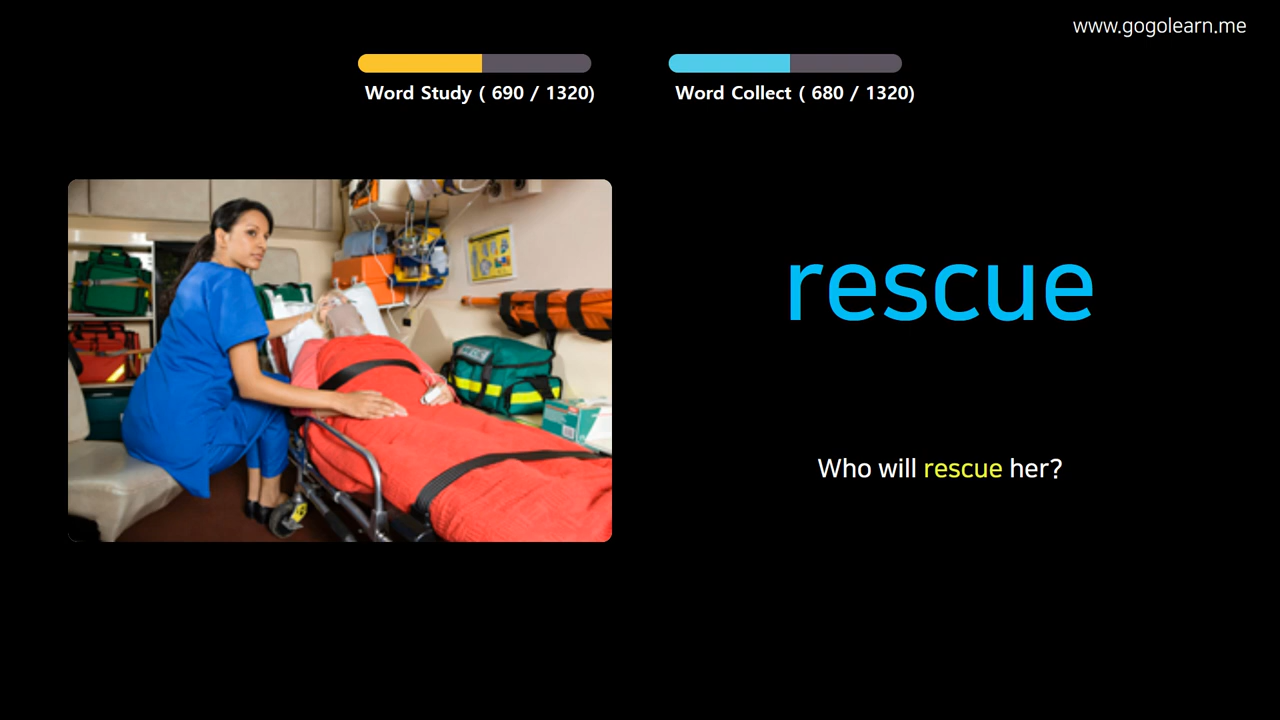 www.gogolearn.me
Word Study ( 690 / 1320)
Word Collect ( 680 / 1320)
rescue
Who will rescue her?